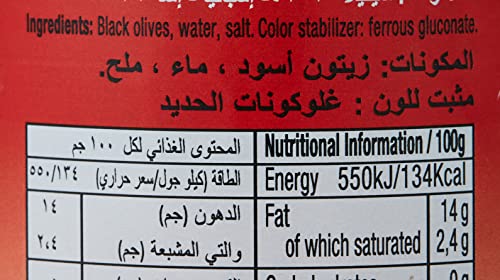 Ingredients: Black olives, water, salt. Color stabilizer: ferrous gluconate.
المكونات: زيتون أسود ، ماء ، ملح.
مثبت للون : غلوكونات الحديد
المحتوى الغذائي لكل ١٠٠ جم Nutritional Information / 100g
٥٥٠/١٣٤ الطاقة (كيلو جول/سعر حراري) Energy 550kJ/134Kcal
١٤ الدهون (جم) Fat 14g
٢,٤ والتي المشبعة (جم) of which saturated 2,4g